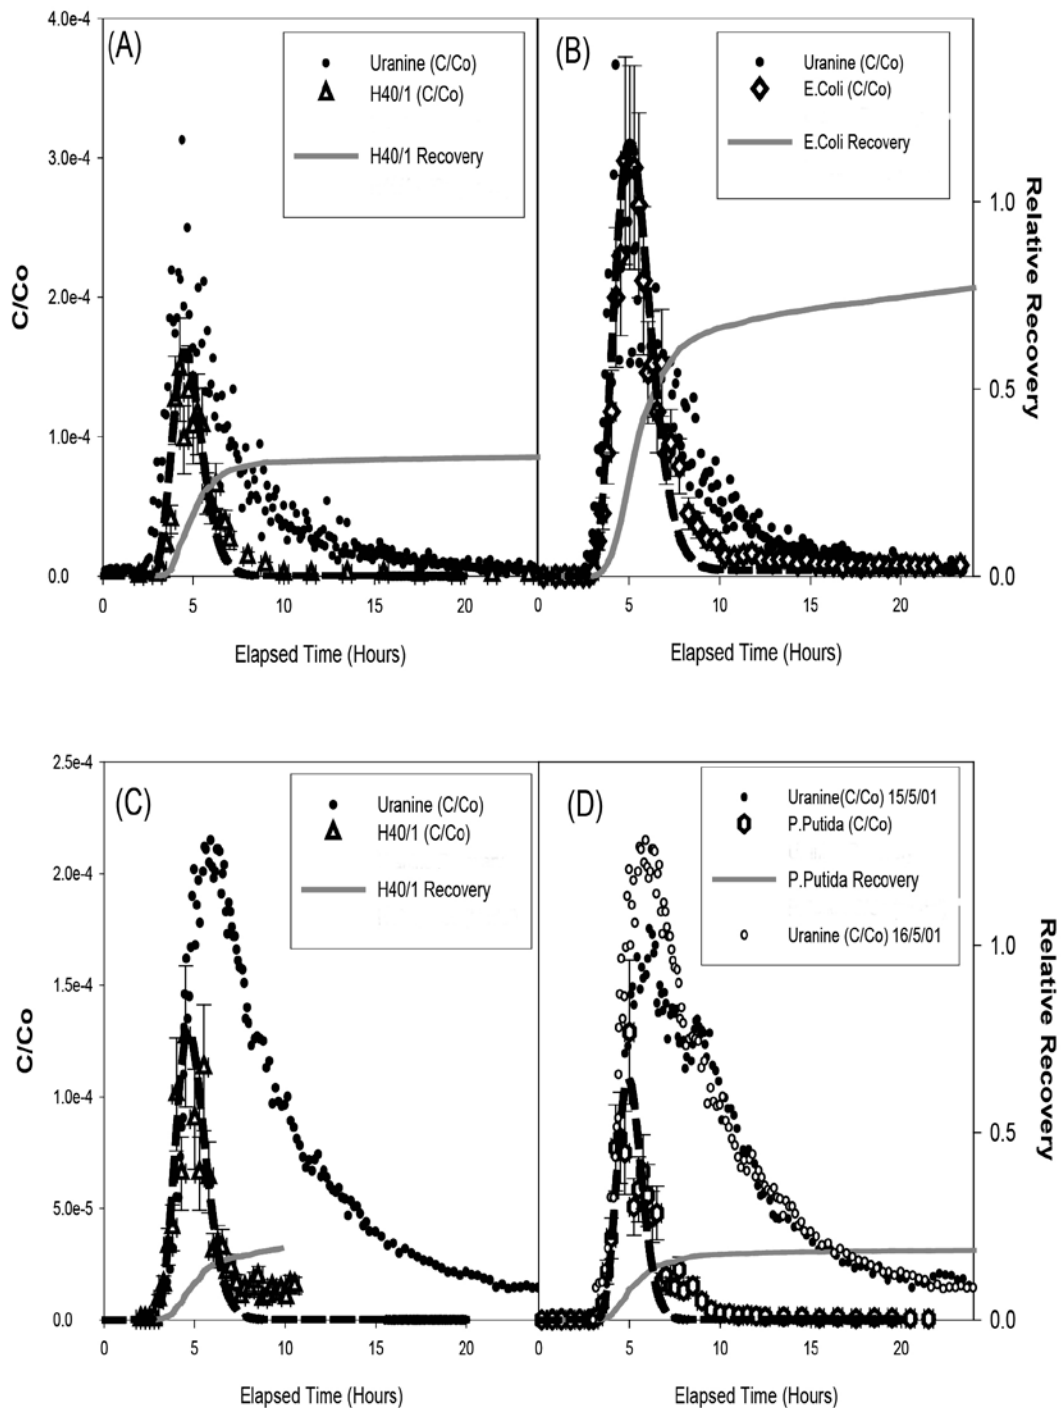 4.0e-4
(A)
Uranine (C/Co)
H40/1 (C/Co)
H40/1 Recovery
(B)
Uranine (C/Co)
E.Coli (C/Co)
E.Coli Recovery
3.0e-4
2.0e-4
1.0e-4
0.0
C/Co
1.0
0.5
0.0
Relative Recovery
0 5 10 15 20 0 5 10 15 20
Elapsed Time (Hours) Elapsed Time (Hours)
2.5e-4
(C)
Uranine (C/Co)
H40/1 (C/Co)
H40/1 Recovery
(D)
Uranine(C/Co) 15/5/01
P.Putida (C/Co)
P.Putida Recovery
Uranine (C/Co) 16/5/01
2.0e-4
1.5e-4
1.0e-4
5.0e-5
0.0
C/Co
1.0
0.5
0.0
Relative Recovery
0 5 10 15 20 0 5 10 15 20
Elapsed Time (Hours) Elapsed Time (Hours)